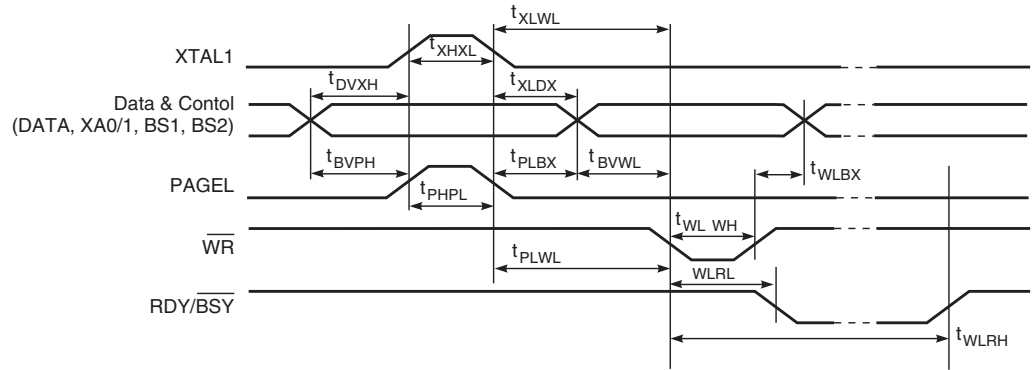 tXLWL
XTAL1
tXHXL
tDVXH
tXLDX
Data & Contol
(DATA, XA0/1, BS1, BS2)
tBVPH
tPLBX
tBVWL
tWLBX
PAGEL
tPHPL
tWL WH
WR
tPLWL
WLRL
RDY/BSY
tWLRH